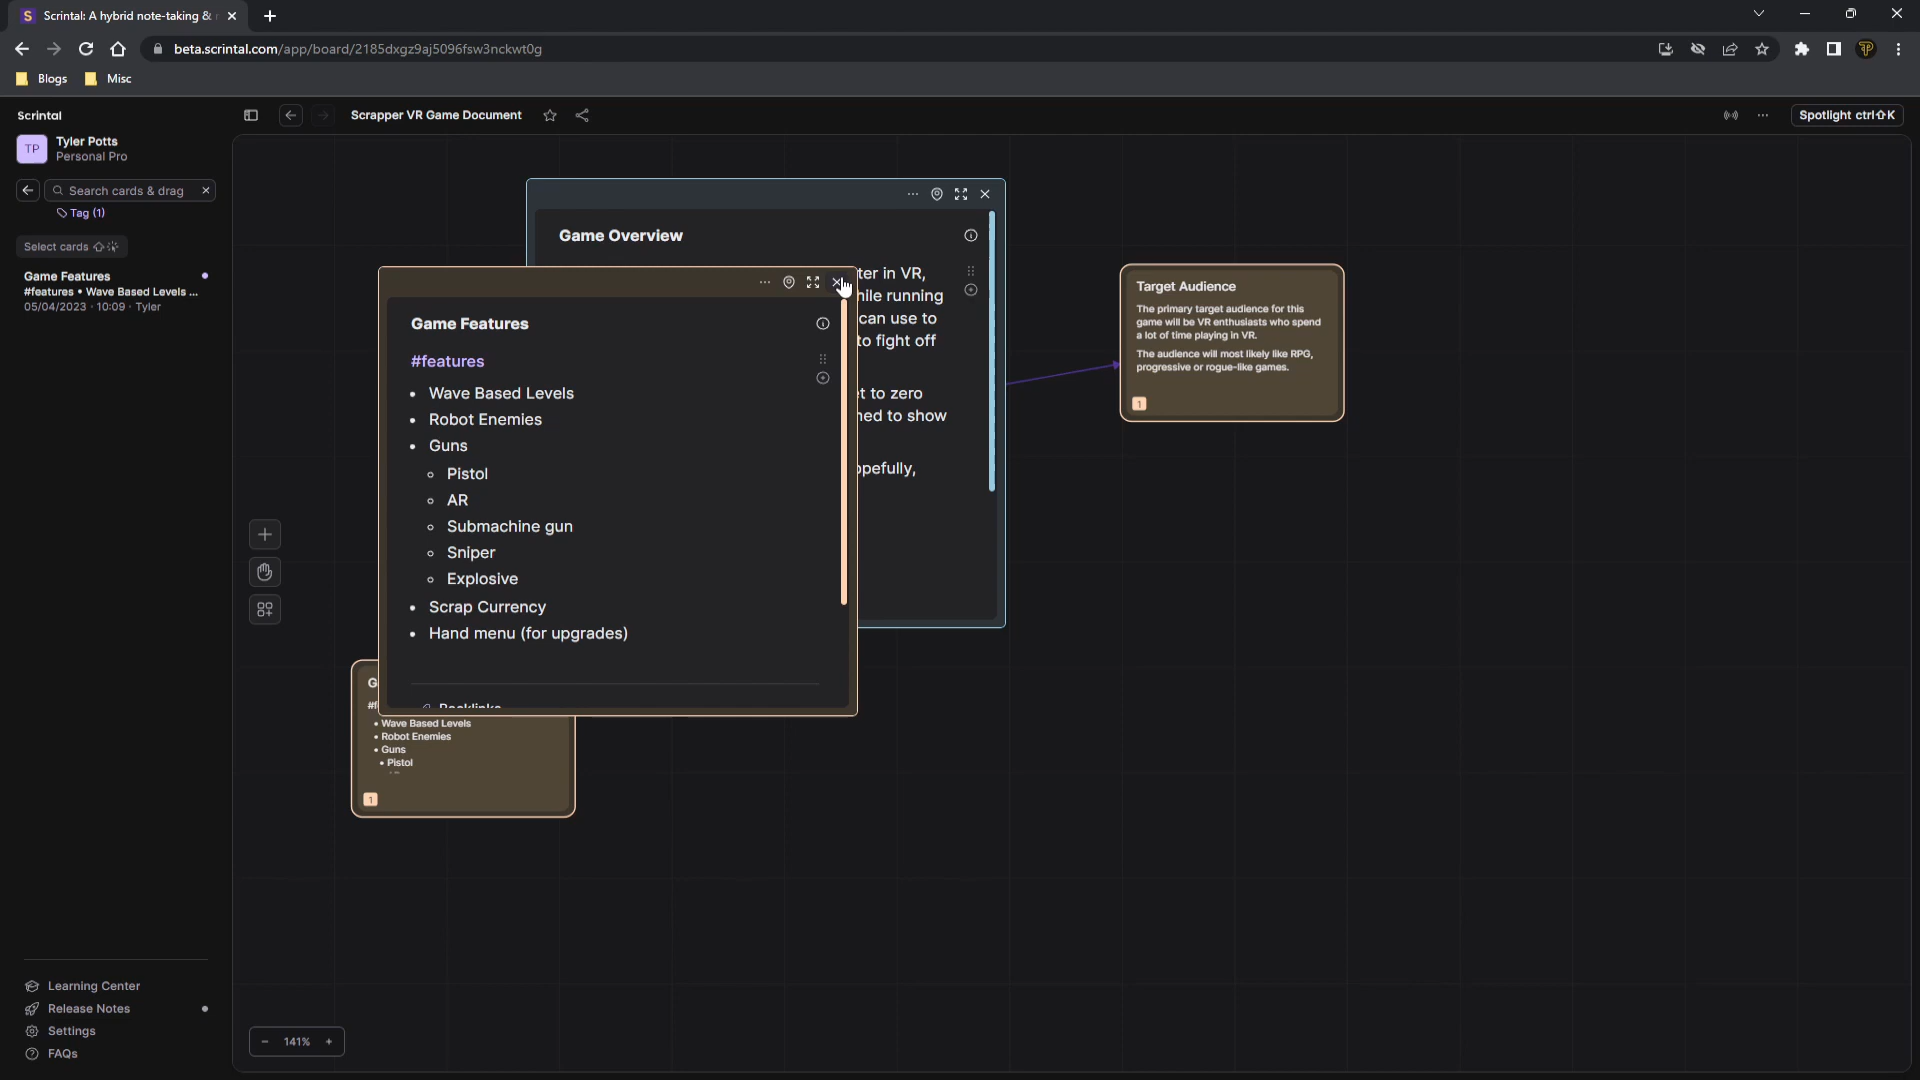 Scrintal: A hybrid note-taking &
beta.scrintal.com/app/board/2185dxgz9aj5096fsw3nckwt0g
Blogs
Misc
Scrintal
Scrapper VR Game Document
Spotlight ctrl⇧K
TP
Tyler Potts
Personal Pro
Search cards & drag
Tag (1)
Select cards
Game Features
#features • Wave Based Levels ...
05/04/2023 · 10:09 · Tyler
Game Overview
ter in VR,
hile running
can use to
to fight off
t to zero
ned to show
opefully,
Game Features
#features
• Wave Based Levels
• Robot Enemies
• Guns
◦ Pistol
◦ AR
◦ Submachine gun
◦ Sniper
◦ Explosive
• Scrap Currency
• Hand menu (for upgrades)
Backlinks
Target Audience
The primary target audience for this
game will be VR enthusiasts who spend
a lot of time playing in VR.
The audience will most likely like RPG,
progressive or rogue-like games.
1
G
#f
• Wave Based Levels
• Robot Enemies
• Guns
• Pistol
1
Learning Center
Release Notes
Settings
FAQs
− 141% +